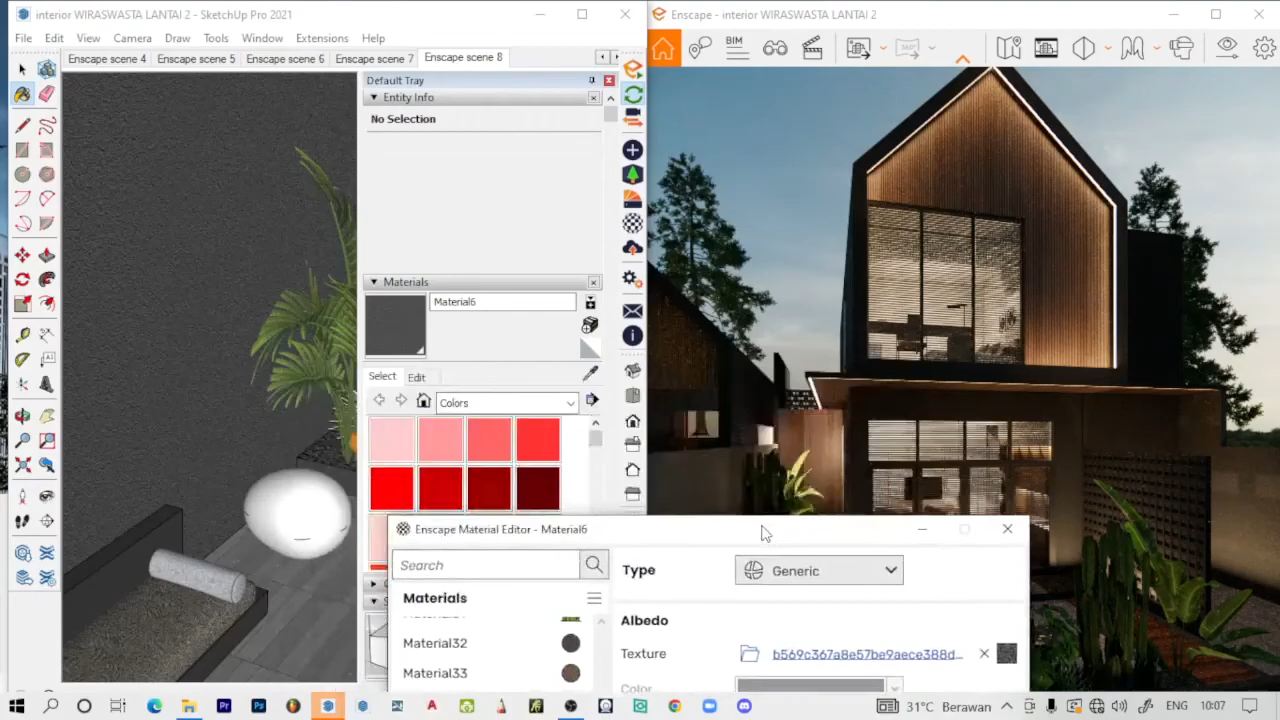 interior WIRASWASTA LANTAI 2 - SketchUp Pro 2021
Enscape - interior WIRASWASTA LANTAI 2
File Edit View Camera Draw Tools Window Extensions Help
BIM
360°
Enscape scene 4 Enscape scene 5 Enscape scene 6 Enscape scene 7 Enscape scene 8
Default Tray
Entity Info
No Selection
Materials
Material6
Select Edit
Colors
Enscape Material Editor - Material6
Search
Type
Generic
Materials
Albedo
Material32
Texture
b569c367a8e57be9aece388d...
Material33
Color
31°C Berawan
ENG
10:07